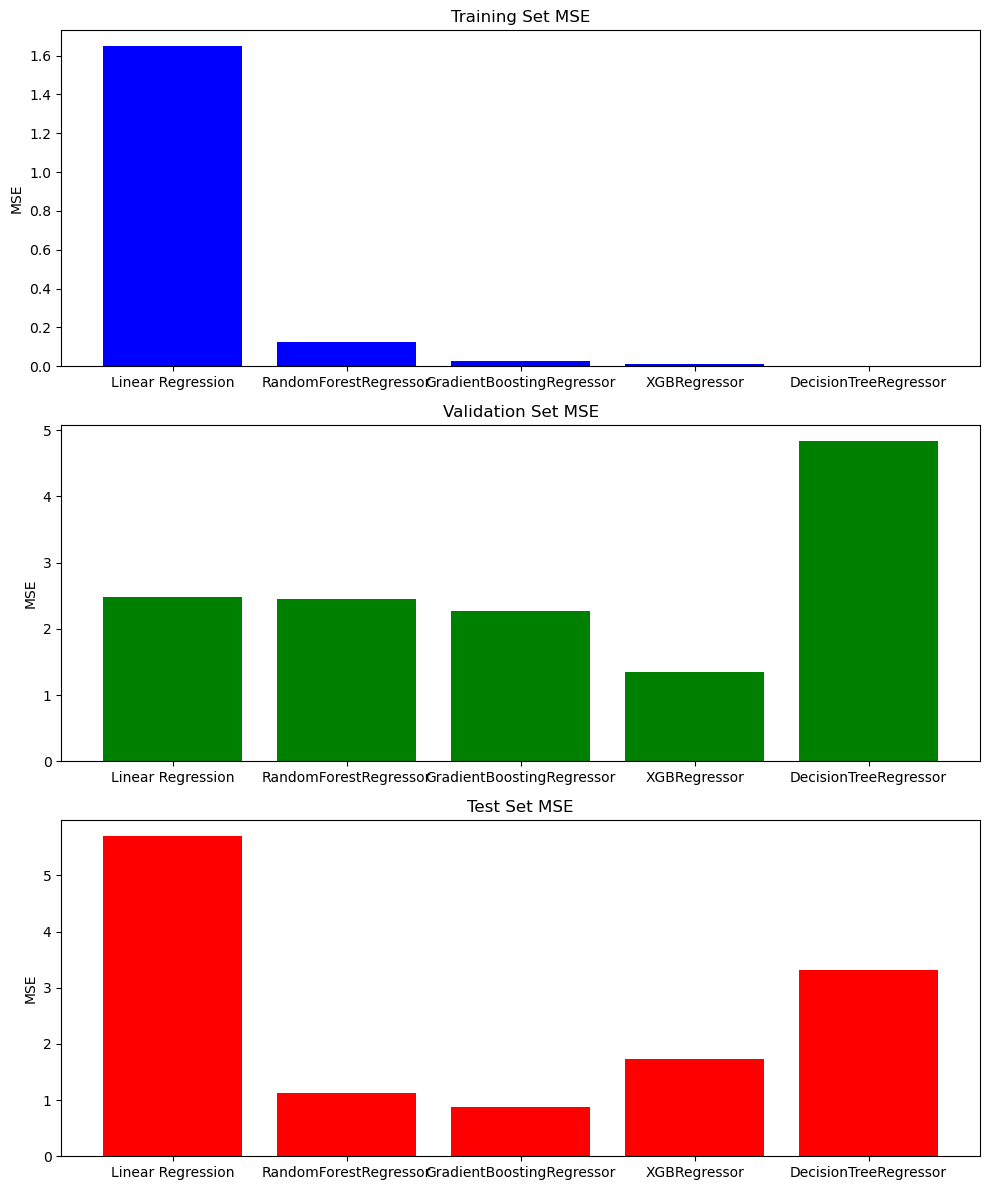 Training Set MSE
MSE
1.6
1.4
1.2
1.0
0.8
0.6
0.4
0.2
0.0
Linear Regression RandomForestRegressor GradientBoostingRegressor XGBRegressor DecisionTreeRegressor
Validation Set MSE
MSE
5
4
3
2
1
0
Linear Regression RandomForestRegressor GradientBoostingRegressor XGBRegressor DecisionTreeRegressor
Test Set MSE
MSE
5
4
3
2
1
0
Linear Regression RandomForestRegressor GradientBoostingRegressor XGBRegressor DecisionTreeRegressor